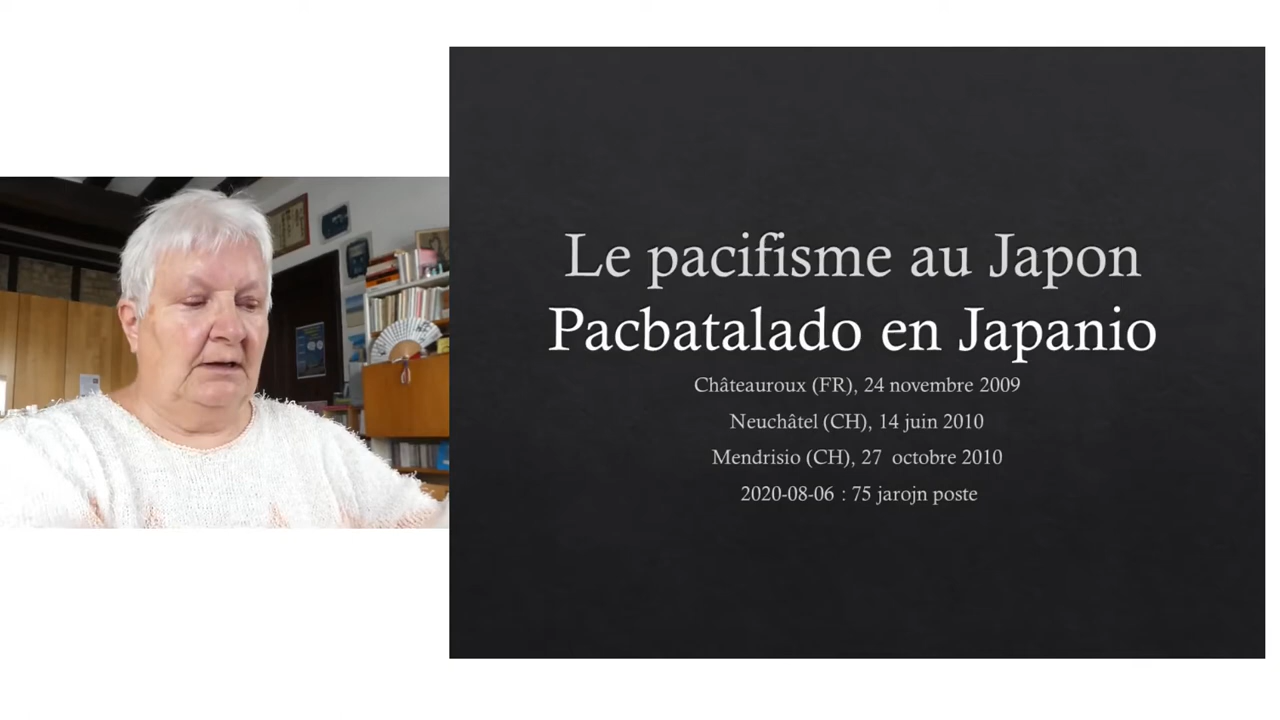 Le pacifisme au Japon
Pacbatalado en Japanio
Châteauroux (FR), 24 novembre 2009
Neuchâtel (CH), 14 juin 2010
Mendrisio (CH), 27 octobre 2010
2020-08-06 : 75 jarojn poste